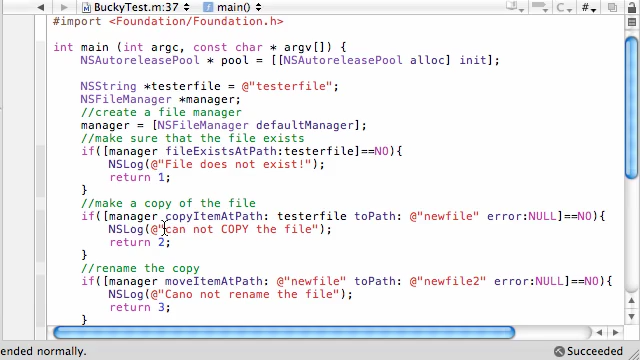 BuckyTest.m:37 main() C # 
#import <Foundation/Foundation.h>
int main (int argc, const char * argv[]) {
NSAutoreleasePool * pool = [[NSAutoreleasePool alloc] init];
NSString *testerfile = @"testerfile";
NSFileManager *manager;
//create a file manager
manager = [NSFileManager defaultManager];
//make sure that the file exists
if([manager fileExistsAtPath:testerfile]==NO){
NSLog(@"File does not exist!");
return 1;
}
//make a copy of the file
if([manager copyItemAtPath: testerfile toPath: @"newfile" error:NULL]==NO){
NSLog(@"can not COPY the file");
return 2;
}
//rename the copy
if([manager moveItemAtPath: @"newfile" toPath: @"newfile2" error:NULL]==NO){
NSLog(@"Cano not rename the file");
return 3;
}
ended normally. Succeeded